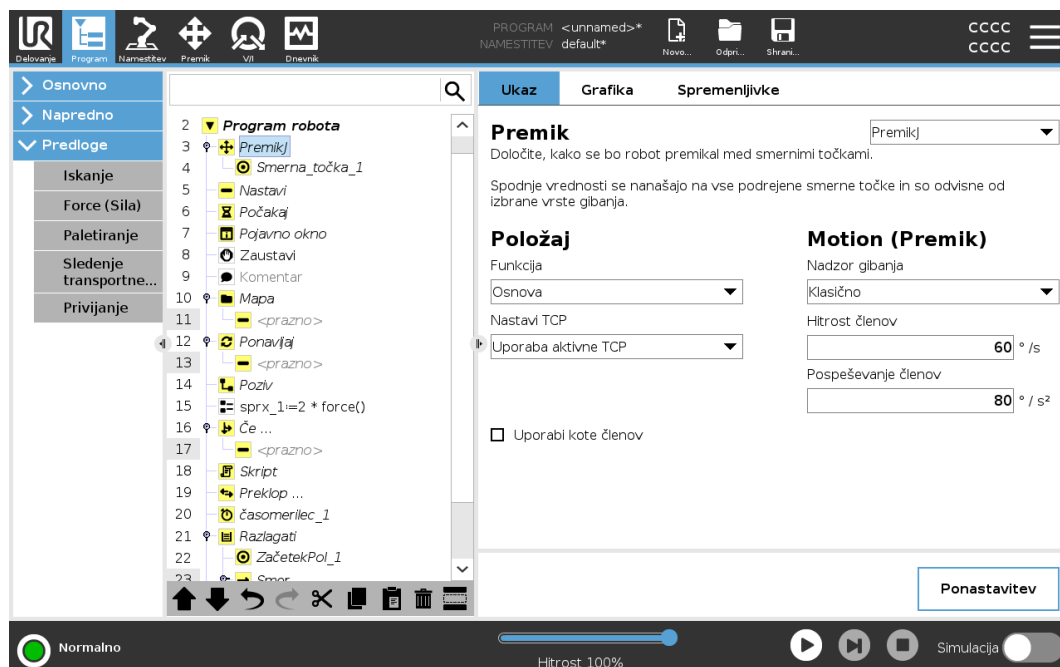 PROGRAM <unnamed>*
NAMESTITEV default*
CCCC
CCCC
Delovanje
Program
Namestitev
Premik
V/I
Dnevnik
Novo...
Odpri...
Shrani...
Osnovno
Napredno
Predloge
Iskanje
Force (Sila)
Paletiranje
Sledenje
transportne...
Privijanje
2 Program robota
3 PremikJ
4 Smerna_točka_1
5 Nastavi
6 Počakaj
7 Pojavno okno
8 Zaustavi
9 Komentar
10 Mapa
11 <prazno>
12 Ponavljaj
13 <prazno>
14 Poziv
15 sprx_1:=2 * force()
16 Če ...
17 <prazno>
18 Skript
19 Preklop ...
20 časomerilec_1
21 Razlagati
22 ZačetekPol_1
23 Smer
Ukaz
Grafika
Spremenljivke
Premik
PremikJ
Določite, kako se bo robot premikal med smernimi točkami.
Spodnje vrednosti se nanašajo na vse podrejene smerne točke in so odvisne od
izbrane vrste gibanja.
Položaj
Funkcija
Osnova
Nastavi TCP
Uporaba aktivne TCP
Uporabi kote členov
Motion (Premik)
Nadzor gibanja
Klasično
Hitrost členov
60 ° /s
Pospeševanje členov
80 ° / s²
Ponastavitev
Normalno
Hitrost 100%
Simulacija